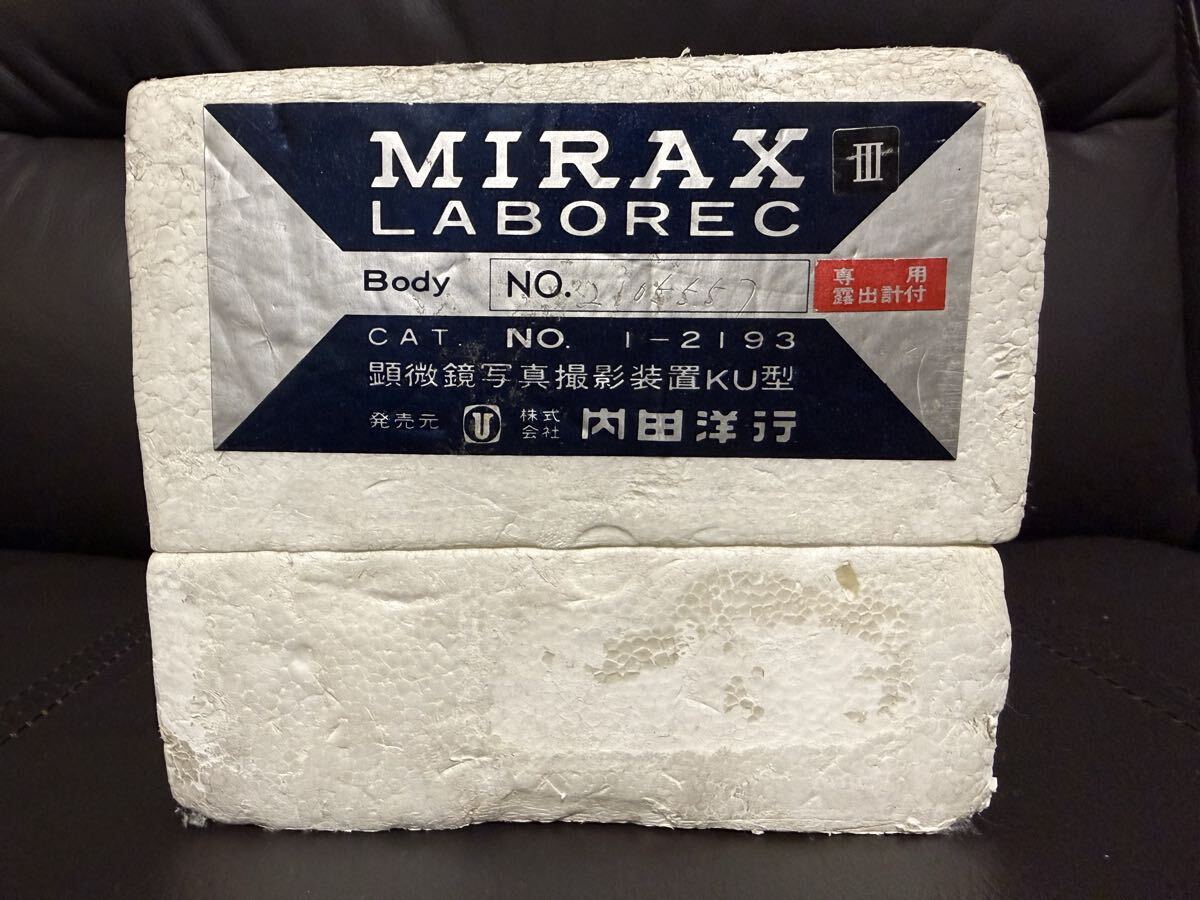 MIRAX III
LABOREC
Body NO. 2105557
専用
露出計付
CAT. NO. 1-2193
顕微鏡写真撮影装置KU型
発売元 U 株式会社 内田洋行